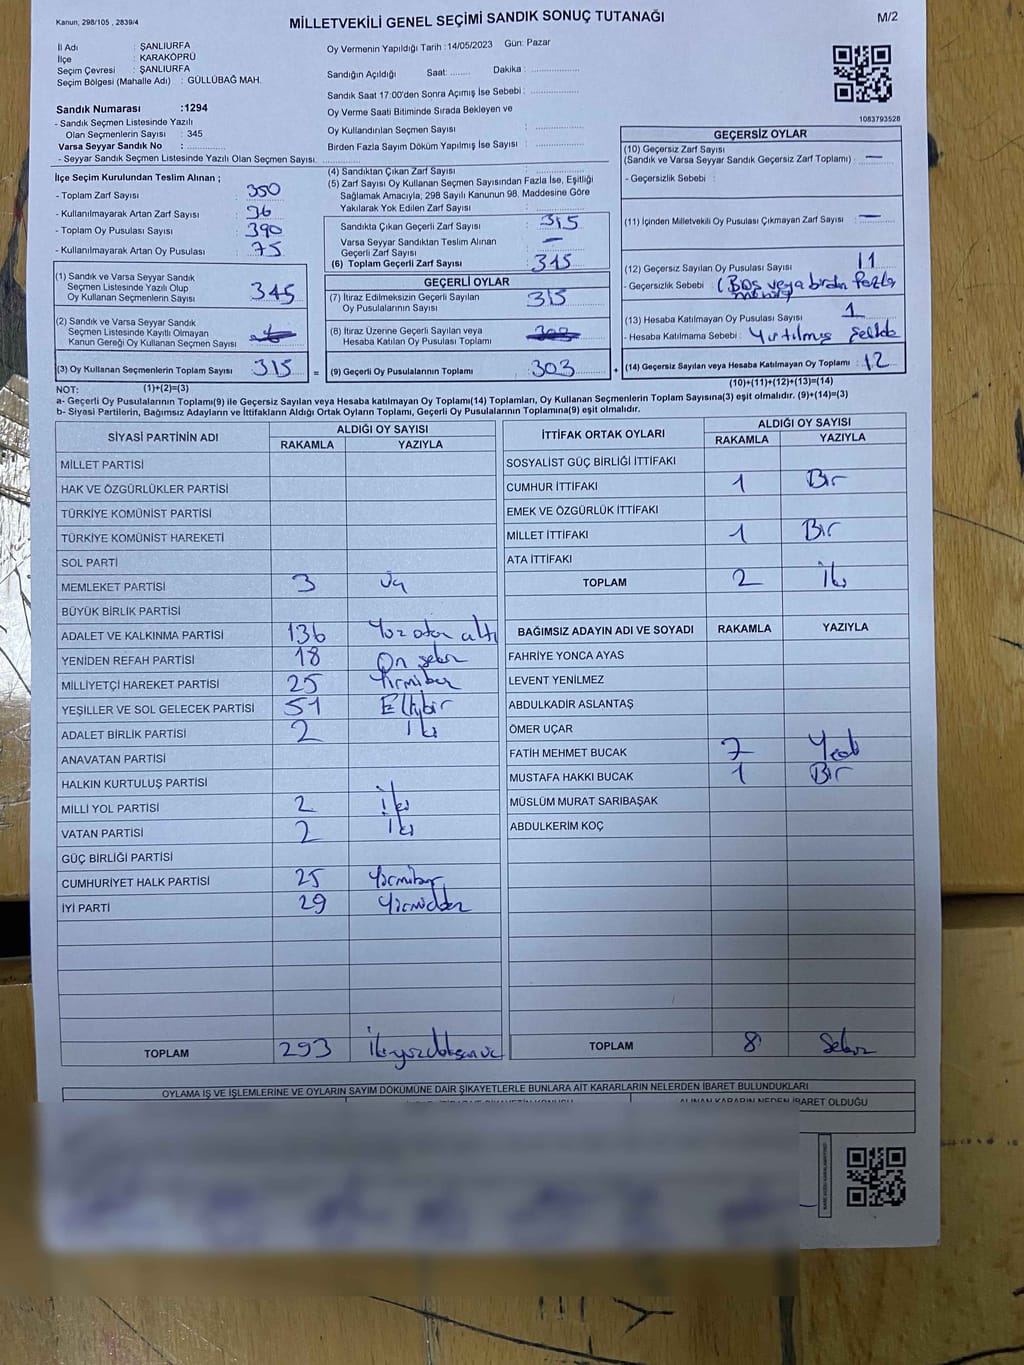 Kanun, 298/105 , 2839/4
MİLLETVEKİLİ GENEL SEÇİMİ SANDIK SONUÇ TUTANAĞI
M/2
İl Adı : ŞANLIURFA
İlçe : KARAKÖPRÜ
Seçim Çevresi : ŞANLIURFA
Seçim Bölgesi (Mahalle Adı) : GÜLLÜBAĞ MAH.
Sandık Numarası :1294
- Sandık Seçmen Listesinde Yazılı
Olan Seçmenlerin Sayısı : 345
Varsa Seyyar Sandık No :
- Seyyar Sandık Seçmen Listesinde Yazılı Olan Seçmen Sayısı:
Oy Vermenin Yapıldığı Tarih :14/05/2023 Gün: Pazar
Sandığın Açıldığı Saat: ........ Dakika : ....................
Sandık Saat 17:00'den Sonra Açımış İse Sebebi : ....................
Oy Verme Saati Bitiminde Sırada Bekleyen ve
Oy Kullandırılan Seçmen Sayısı : ....................
Birden Fazla Sayım Döküm Yapılmış İse Sayısı : ....................
1083793528
İlçe Seçim Kurulundan Teslim Alınan ;
- Toplam Zarf Sayısı : 350
- Kullanılmayarak Artan Zarf Sayısı : 36
- Toplam Oy Pusulası Sayısı : 390
- Kullanılmayarak Artan Oy Pusulası : 75
(1) Sandık ve Varsa Seyyar Sandık
Seçmen Listesinde Yazılı Olup
Oy Kullanan Seçmenlerin Sayısı : 345
(2) Sandık ve Varsa Seyyar Sandık
Seçmen Listesinde Kayıtlı Olmayan
Kanun Gereği Oy Kullanan Seçmen Sayısı :
(3) Oy Kullanan Seçmenlerin Toplam Sayısı : 315
(4) Sandıktan Çıkan Zarf Sayısı : ....................
(5) Zarf Sayısı Oy Kullanan Seçmen Sayısından Fazla İse, Eşitliği
Sağlamak Amacıyla, 298 Sayılı Kanunun 98. Maddesine Göre
Yakılarak Yok Edilen Zarf Sayısı : ....................
Sandıkta Çıkan Geçerli Zarf Sayısı : 315
Varsa Seyyar Sandıktan Teslim Alınan
Geçerli Zarf Sayısı : —
(6) Toplam Geçerli Zarf Sayısı : 315
GEÇERLİ OYLAR
(7) İtiraz Edilmeksizin Geçerli Sayılan
Oy Pusulalarının Sayısı : 315
(8) İtiraz Üzerine Geçerli Sayılan veya
Hesaba Katılan Oy Pusulası Toplamı :
= (9) Geçerli Oy Pusulalarının Toplamı : 303
GEÇERSİZ OYLAR
(10) Geçersiz Zarf Sayısı
(Sandık ve Varsa Seyyar Sandık Geçersiz Zarf Toplamı) : —
- Geçersizlik Sebebi :
(11) İçinden Milletvekili Oy Pusulası Çıkmayan Zarf Sayısı : —
(12) Geçersiz Sayılan Oy Pusulası Sayısı : 11
- Geçersizlik Sebebi : (Boş veya birden fazla
(13) Hesaba Katılmayan Oy Pusulası Sayısı : 1
- Hesaba Katılmama Sebebi : Yırtılmış Şekilde
+ (14) Geçersiz Sayılan veya Hesaba Katılmayan Oy Toplamı : 12
NOT: (1)+(2)=(3)
(10)+(11)+(12)+(13)=(14)
a- Geçerli Oy Pusulalarının Toplamı(9) ile Geçersiz Sayılan veya Hesaba katılmayan Oy Toplamı(14) Toplamları, Oy Kullanan Seçmenlerin Toplam Sayısına(3) eşit olmalıdır. (9)+(14)=(3)
b- Siyasi Partilerin, Bağımsız Adayların ve İttifakların Aldığı Ortak Oyların Toplamı, Geçerli Oy Pusulalarının Toplamına(9) eşit olmalıdır.
SİYASİ PARTİNİN ADI ALDIĞI OY SAYISI
RAKAMLA YAZIYLA
MİLLET PARTİSİ
HAK VE ÖZGÜRLÜKLER PARTİSİ
TÜRKİYE KOMÜNİST PARTİSİ
TÜRKİYE KOMÜNİST HAREKETİ
SOL PARTİ
MEMLEKET PARTİSİ 3 Üç
BÜYÜK BİRLİK PARTİSİ
ADALET VE KALKINMA PARTİSİ 136 Yüz otuz altı
YENİDEN REFAH PARTİSİ 18 On sekiz
MİLLİYETÇİ HAREKET PARTİSİ 25 Yirmibeş
YEŞİLLER VE SOL GELECEK PARTİSİ 51 Ellibir
ADALET BİRLİK PARTİSİ 2 İki
ANAVATAN PARTİSİ
HALKIN KURTULUŞ PARTİSİ
MİLLİ YOL PARTİSİ 2 İki
VATAN PARTİSİ 2 İki
GÜÇ BİRLİĞİ PARTİSİ
CUMHURİYET HALK PARTİSİ 25 Yirmibeş
İYİ PARTİ 29 Yirmidokuz
TOPLAM 293 İkiyüzdoksanüç
İTTİFAK ORTAK OYLARI ALDIĞI OY SAYISI
RAKAMLA YAZIYLA
SOSYALİST GÜÇ BİRLİĞİ İTTİFAKI
CUMHUR İTTİFAKI 1 Bir
EMEK VE ÖZGÜRLÜK İTTİFAKI
MİLLET İTTİFAKI 1 Bir
ATA İTTİFAKI
TOPLAM 2 İki
BAĞIMSIZ ADAYIN ADI VE SOYADI RAKAMLA YAZIYLA
FAHRİYE YONCA AYAS
LEVENT YENİLMEZ
ABDULKADİR ASLANTAŞ
ÖMER UÇAR
FATİH MEHMET BUCAK 7 Yedi
MUSTAFA HAKKI BUCAK 1 Bir
MÜSLÜM MURAT SARIBAŞAK
ABDULKERİM KOÇ
TOPLAM 8 Sekiz
OYLAMA İŞ VE İŞLEMLERİNE VE OYLARIN SAYIM DÖKÜMÜNE DAİR ŞİKAYETLERLE BUNLARA AİT KARARLARIN NELERDEN İBARET BULUNDUKLARI
ALINAN KARARIN NEDEN İBARET OLDUĞU